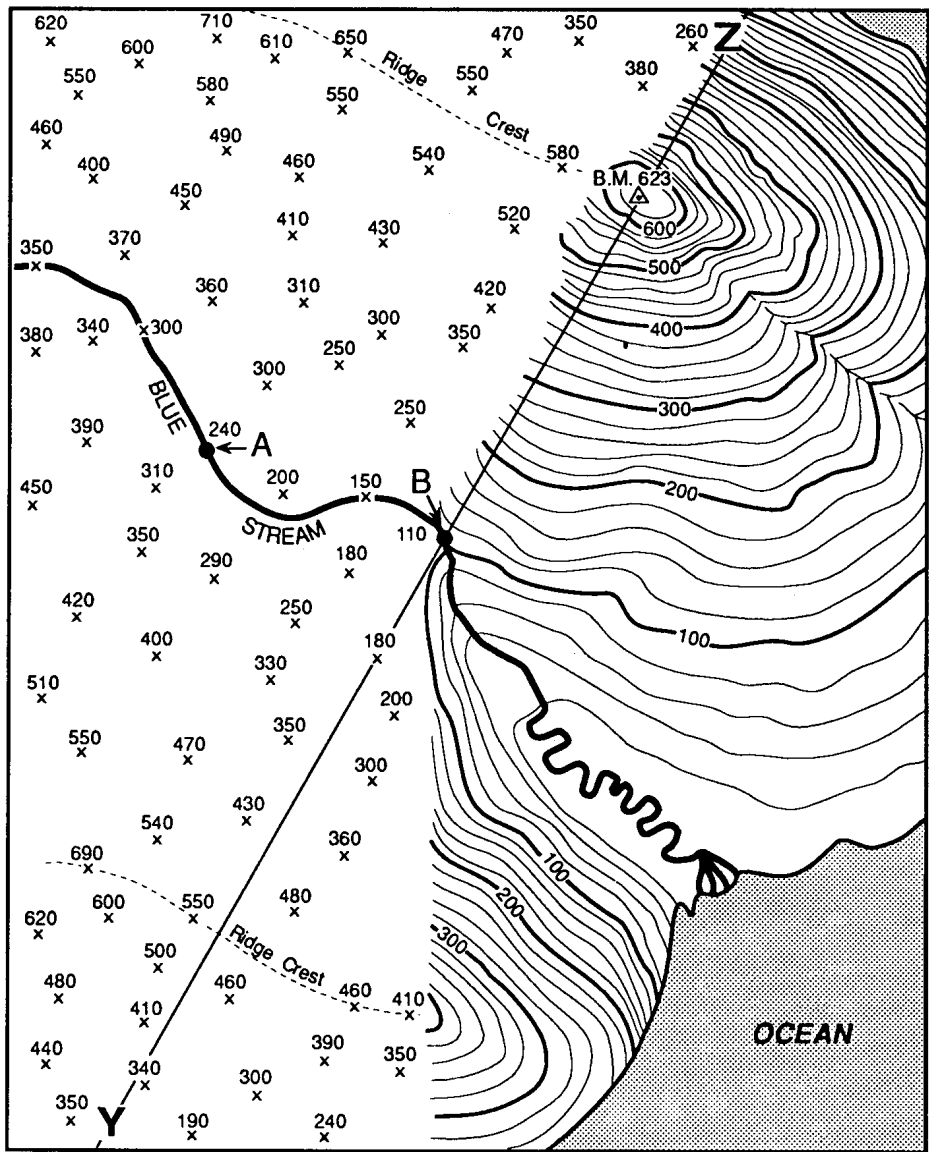 620 710 350
600 610 650 470 260 Z
Ridge
550 580 550 550 380
Crest
460 490 460 540 580
400 B.M. 623
450 410 430 520 600
350 370 500
360 310 420
380 340 300 300 350 400
300 250
BLUE 250 300
390 240 A
310 200 150 B 200
450
STREAM
350 290 180 110
420 250
400 330 180 100
510
550 470 350 200
300
540 430 360 100
690
200
620 600 550 480
300
500 Ridge Crest
480 410 460 460 410
OCEAN
440 340 390 350
300
350 Y 190 240